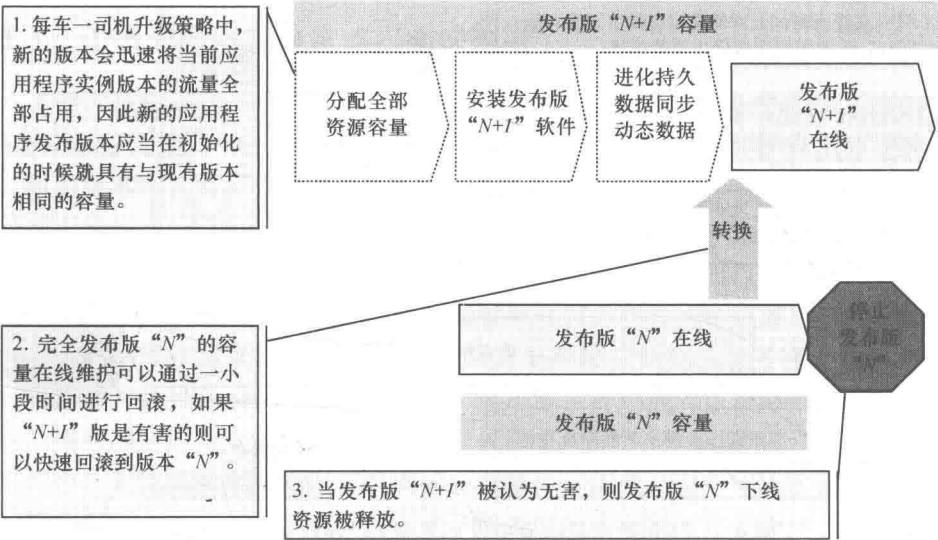 1. 每车一司机升级策略中，
新的版本会迅速将当前应
用程序实例版本的流量全
部占用，因此新的应用程
序发布版本应当在初始化
的时候就具有与现有版本
相同的容量。
发布版“N+I”容量
分配全部
资源容量
安装发布版
“N+I”软件
进化持久
数据同步
动态数据
发布版
“N+I”
在线
转换
2. 完全发布版“N”的容
量在线维护可以通过一小
段时间进行回滚，如果
“N+I”版是有害的则可
以快速回滚到版本“N”。
发布版“N”在线
停止
发布版
“N”
发布版“N”容量
3. 当发布版“N+I”被认为无害，则发布版“N”下线
资源被释放。